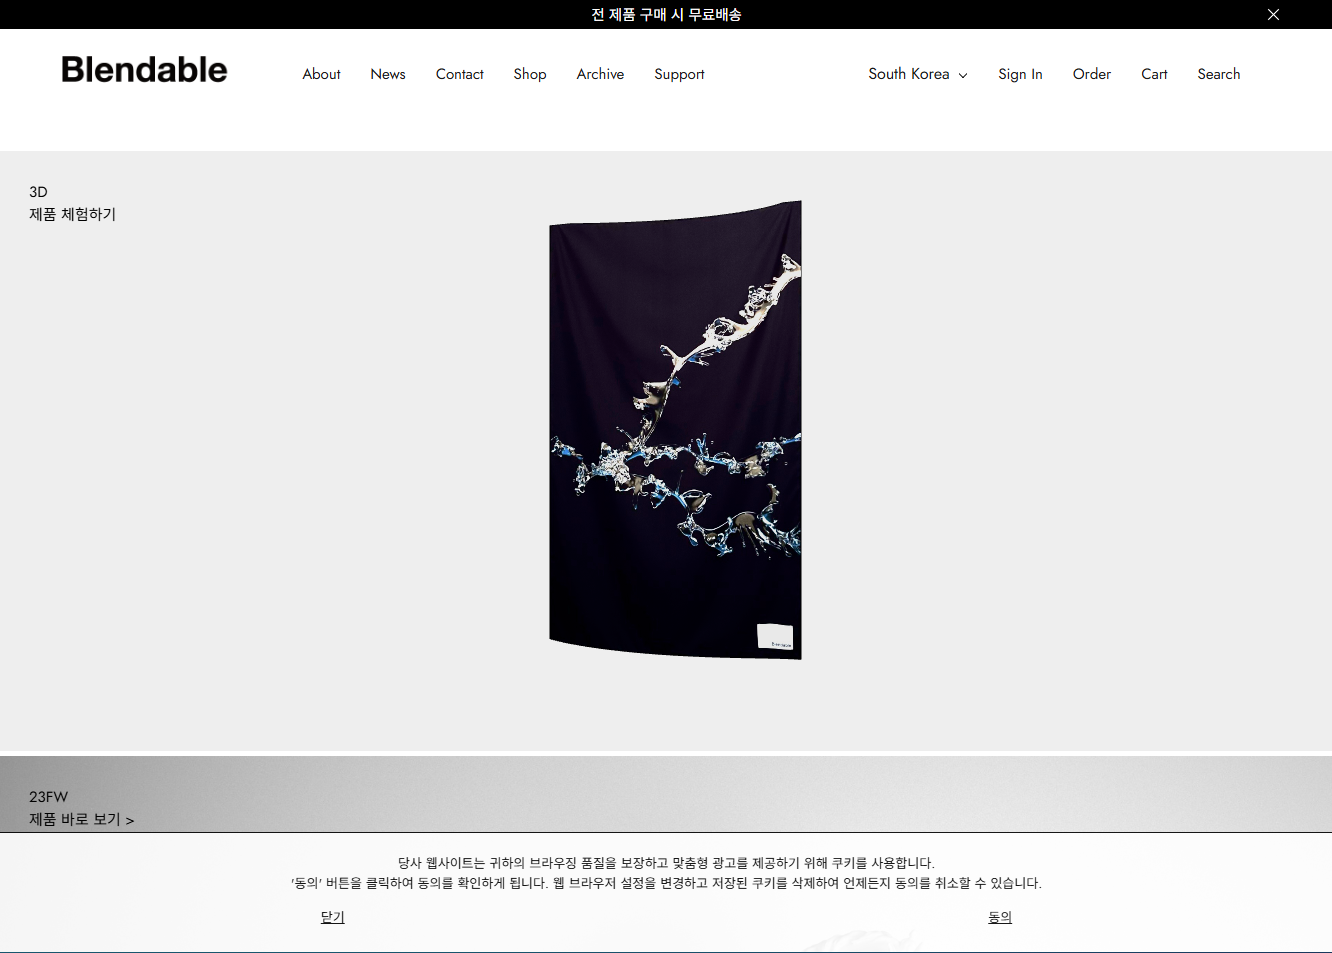 전 제품 구매 시 무료배송
Blendable
About News Contact Shop Archive Support South Korea Sign In Order Cart Search
3D
제품 체험하기
23FW
제품 바로 보기 >
당사 웹사이트는 귀하의 브라우징 품질을 보장하고 맞춤형 광고를 제공하기 위해 쿠키를 사용합니다.
'동의' 버튼을 클릭하여 동의를 확인하게 됩니다. 웹 브라우저 설정을 변경하고 저장된 쿠키를 삭제하여 언제든지 동의를 취소할 수 있습니다.
닫기 동의